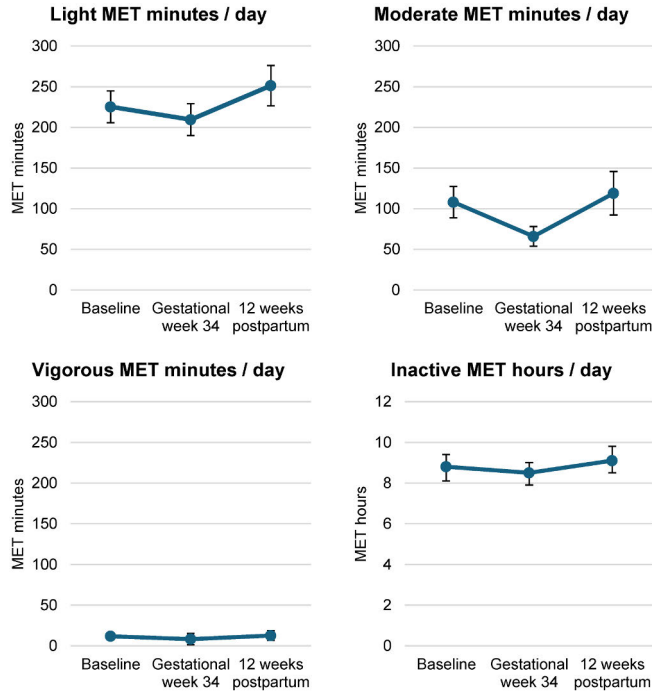 Light MET minutes / day
300
250
200
150
100
50
0
MET minutes
Baseline
Gestational
week 34
12 weeks
postpartum
Moderate MET minutes / day
300
250
200
150
100
50
0
MET minutes
Baseline
Gestational
week 34
12 weeks
postpartum
Vigorous MET minutes / day
300
250
200
150
100
50
0
MET minutes
Baseline
Gestational
week 34
12 weeks
postpartum
Inactive MET hours / day
12
10
8
6
4
2
0
MET hours
Baseline
Gestational
week 34
12 weeks
postpartum